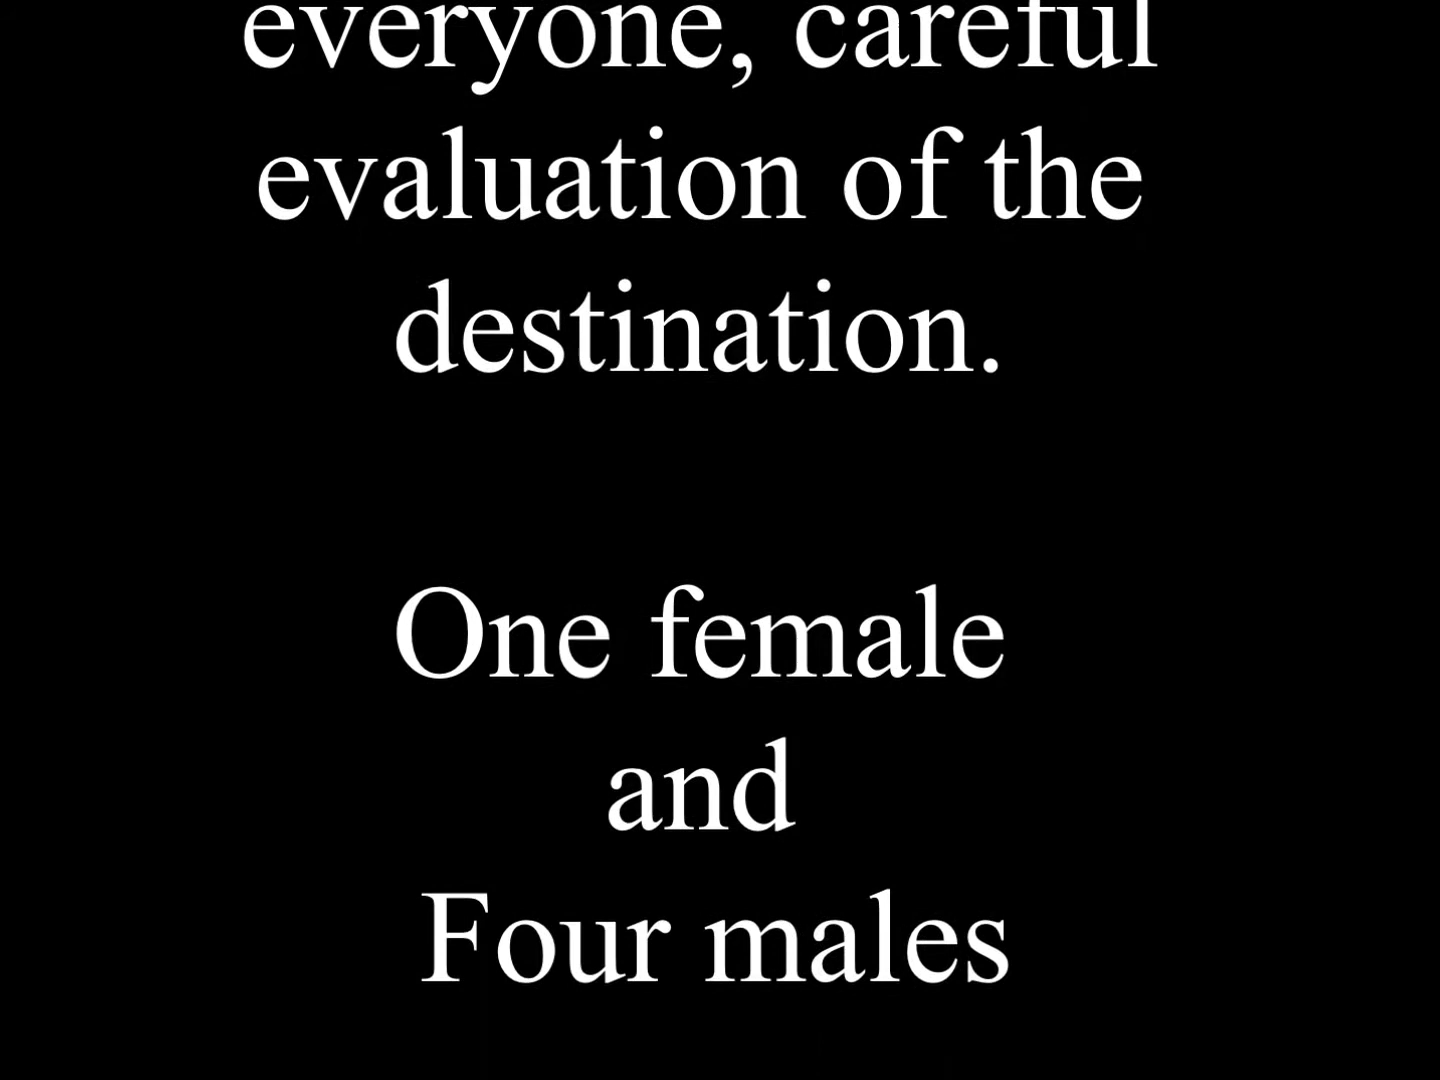 everyone, careful
evaluation of the
destination.
One female
and
Four males